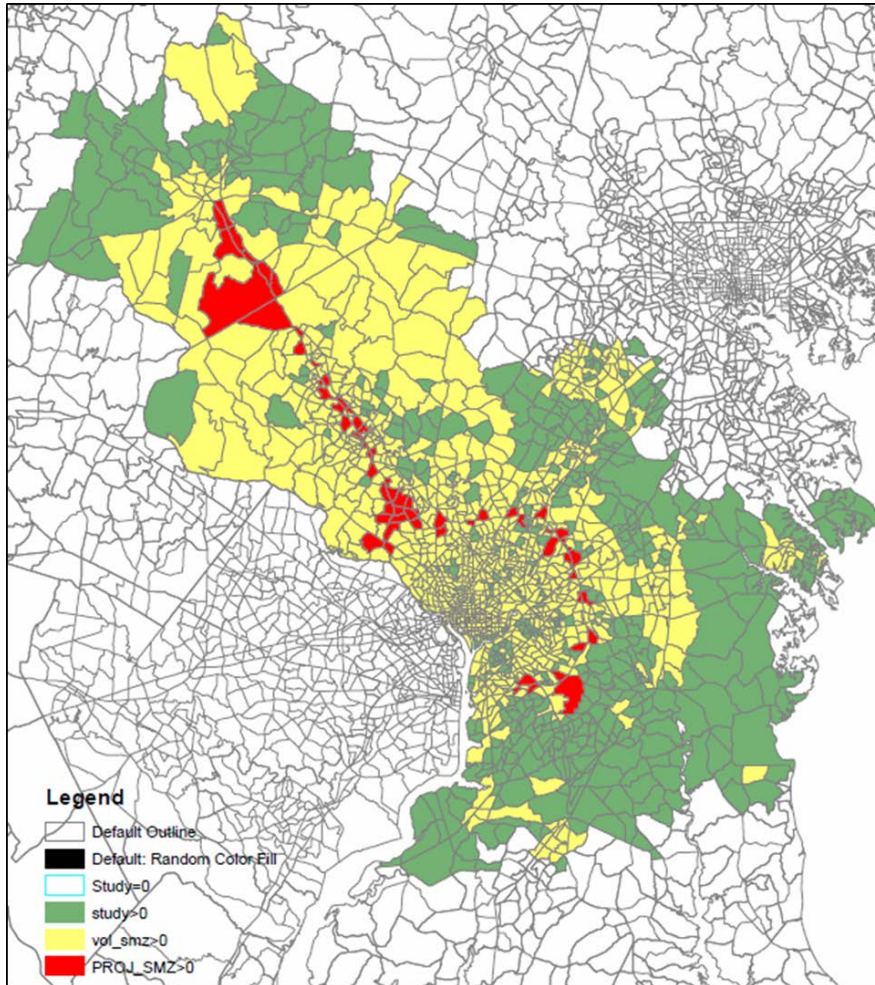 Legend
Default Outline
Default: Random Color Fill
Study=0
study>0
vol_smz>0
PROJ_SMZ>0